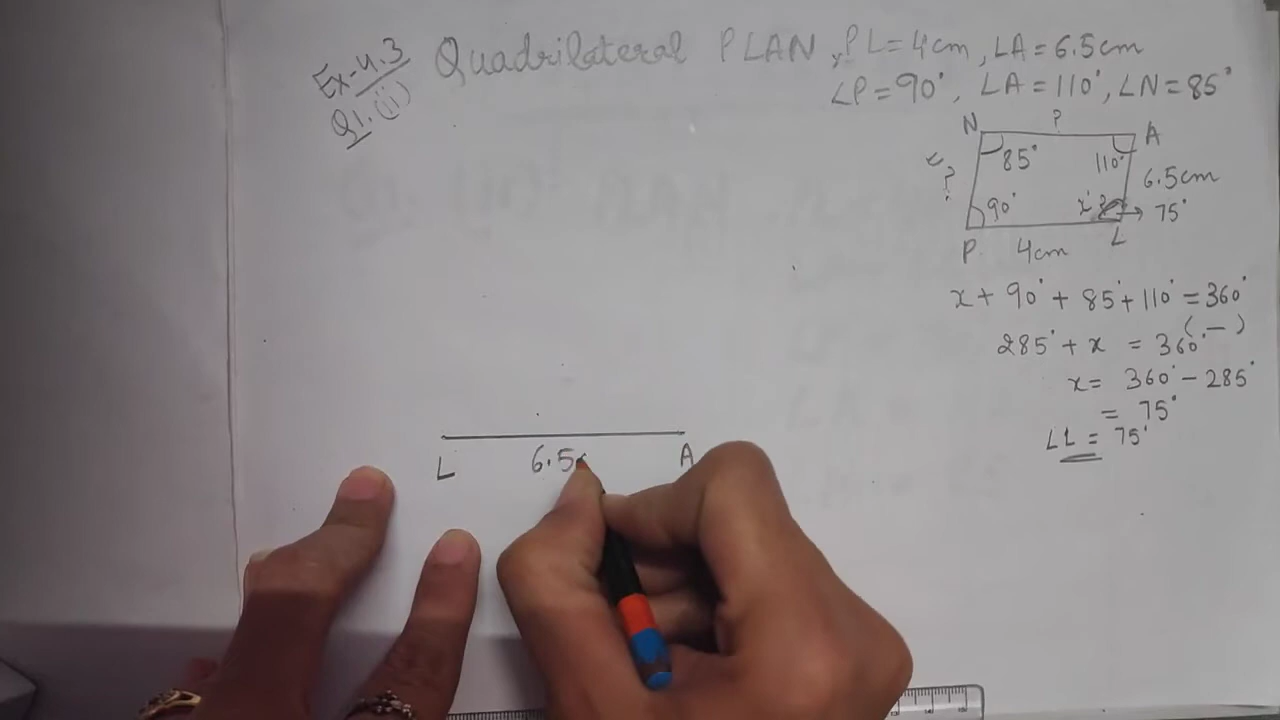 Ex-4.3 Quadrilateral PLAN, PL = 4cm, LA = 6.5cm
Q1.(ii) ∠P = 90°, ∠A = 110°, ∠N = 85°
N ? A
85° 110°
? 6.5cm
90° x° 75°
P 4cm L
x + 90° + 85° + 110° = 360°
(-)
285° + x = 360°
x = 360° - 285°
= 75°
∠L = 75°
L 6.5c A